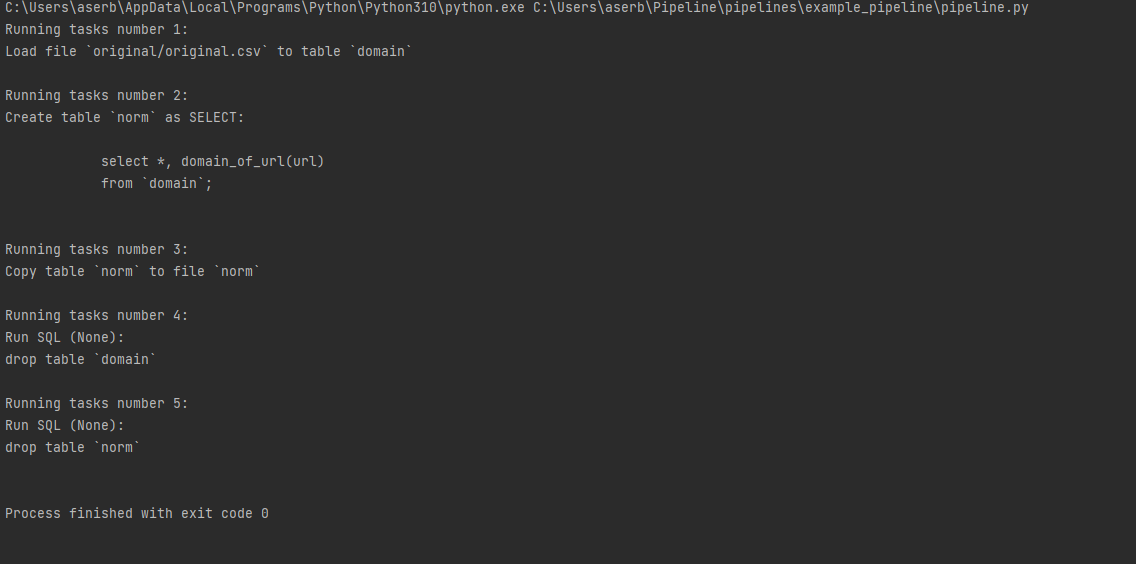 C:\Users\aserb\AppData\Local\Programs\Python\Python310\python.exe C:\Users\aserb\Pipeline\pipelines\example_pipeline\pipeline.py
Running tasks number 1:
Load file `original/original.csv` to table `domain`
Running tasks number 2:
Create table `norm` as SELECT:
select *, domain_of_url(url)
from `domain`;
Running tasks number 3:
Copy table `norm` to file `norm`
Running tasks number 4:
Run SQL (None):
drop table `domain`
Running tasks number 5:
Run SQL (None):
drop table `norm`
Process finished with exit code 0